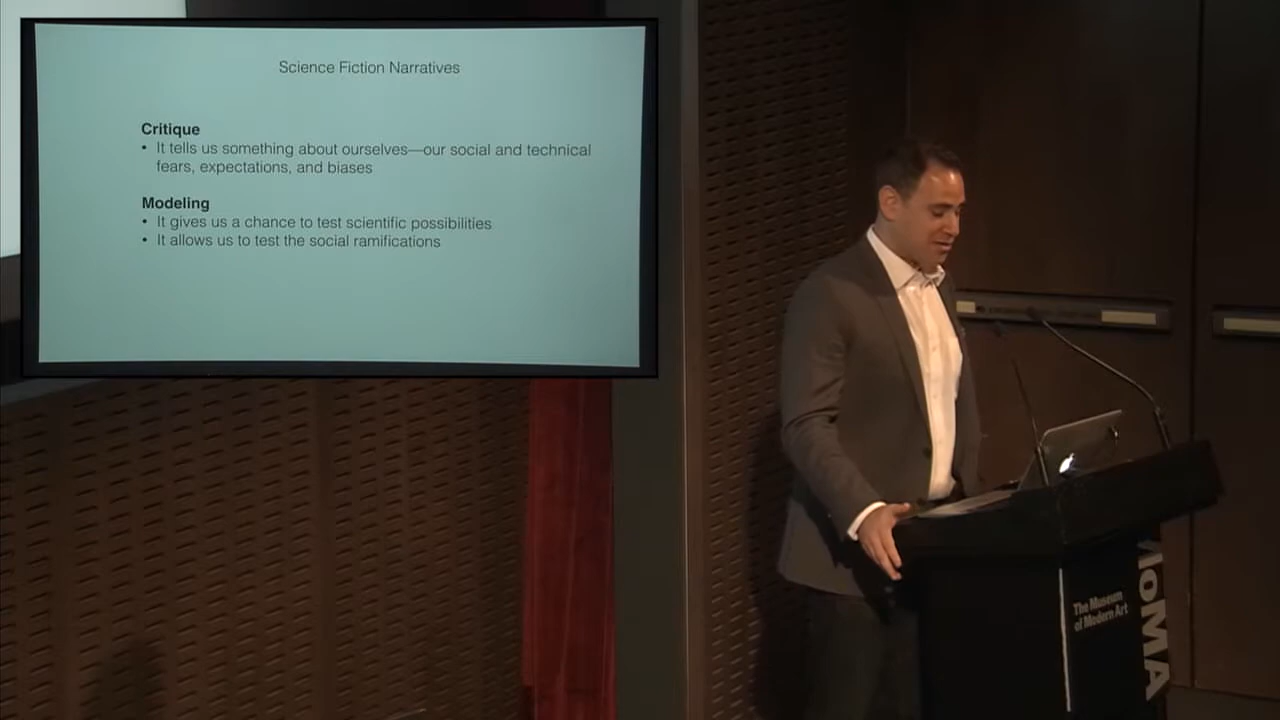 Science Fiction Narratives
Critique
• It tells us something about ourselves—our social and technical
fears, expectations, and biases
Modeling
• It gives us a chance to test scientific possibilities
• It allows us to test the social ramifications
The Museum
of Modern Art
MoMA